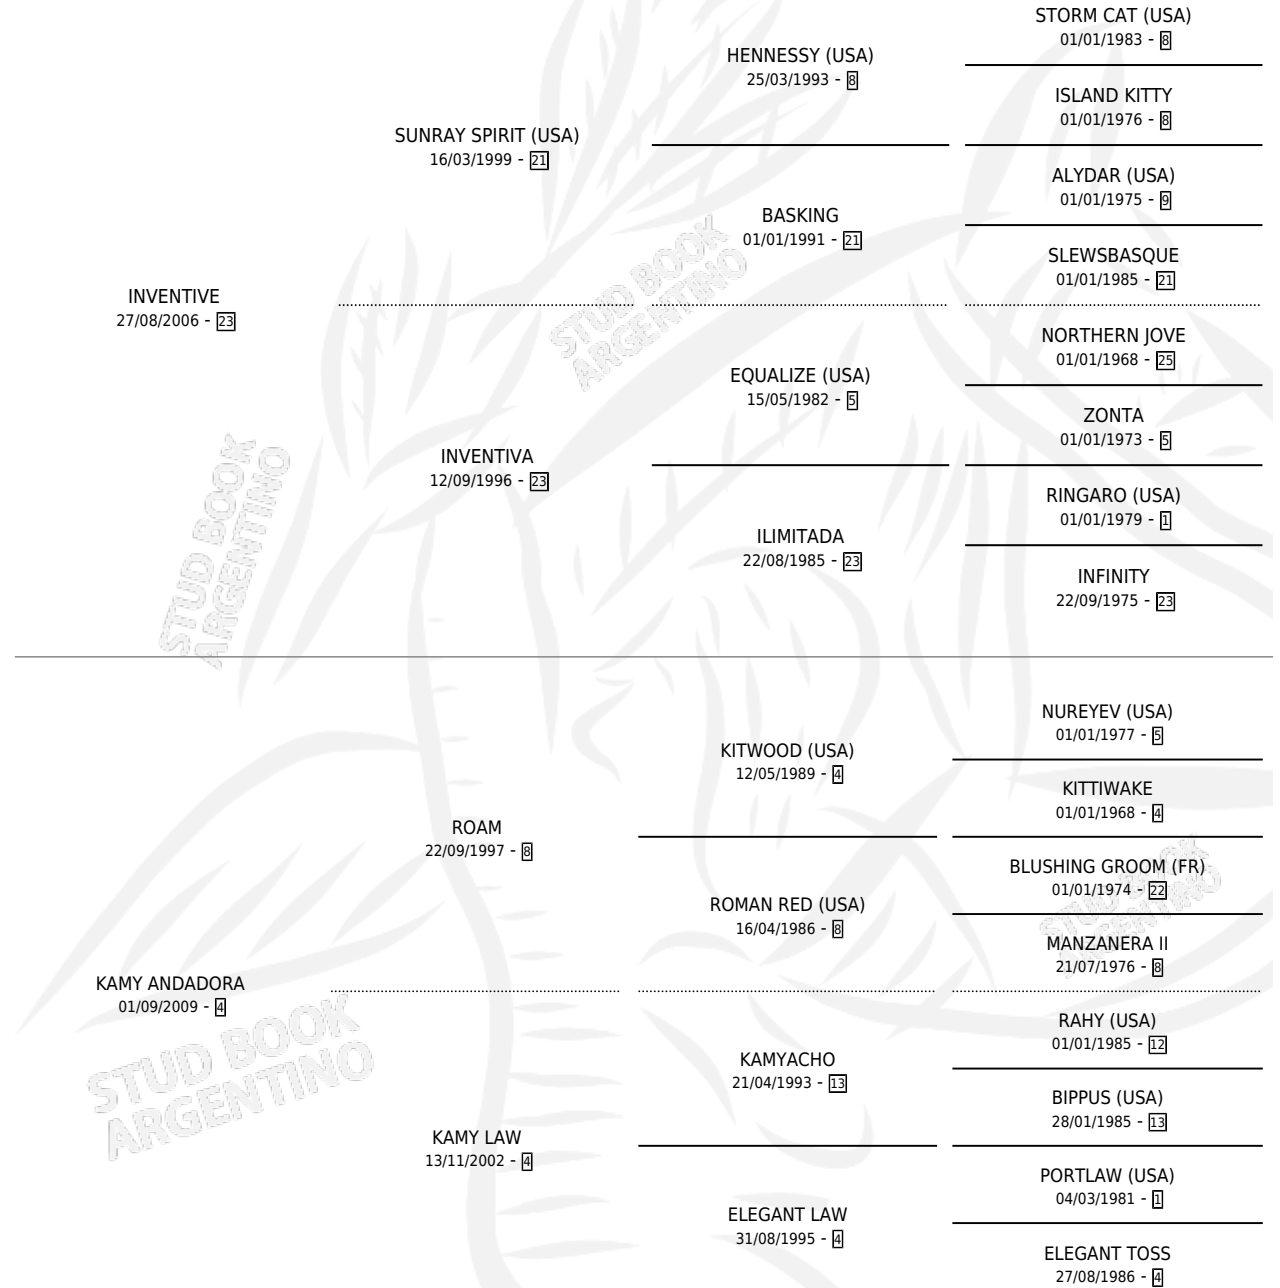 STORM CAT (USA)
01/01/1983 - 8
HENNESSY (USA)
25/03/1993 - 8
ISLAND KITTY
01/01/1976 - 8
SUNRAY SPIRIT (USA)
16/03/1999 - 21
ALYDAR (USA)
01/01/1975 - 9
BASKING
01/01/1991 - 21
SLEWSBASQUE
01/01/1985 - 21
INVENTIVE
27/08/2006 - 23
NORTHERN JOVE
01/01/1968 - 25
EQUALIZE (USA)
15/05/1982 - 5
ZONTA
01/01/1973 - 5
INVENTIVA
12/09/1996 - 23
RINGARO (USA)
01/01/1979 - 1
ILIMITADA
22/08/1985 - 23
INFINITY
22/09/1975 - 23
STUD BOOK
ARGENTINO
STUD BOOK
ARGENTINO
NUREYEV (USA)
01/01/1977 - 5
KITWOOD (USA)
12/05/1989 - 4
KITTIWAKE
01/01/1968 - 4
ROAM
22/09/1997 - 8
BLUSHING GROOM (FR)
01/01/1974 - 22
ROMAN RED (USA)
16/04/1986 - 8
MANZANERA II
21/07/1976 - 8
STUD BOOK
ARGENTINO
KAMY ANDADORA
01/09/2009 - 4
RAHY (USA)
01/01/1985 - 12
KAMYACHO
21/04/1993 - 13
BIPPUS (USA)
28/01/1985 - 13
STUD BOOK
ARGENTINO
KAMY LAW
13/11/2002 - 4
PORTLAW (USA)
04/03/1981 - 1
ELEGANT LAW
31/08/1995 - 4
ELEGANT TOSS
27/08/1986 - 4